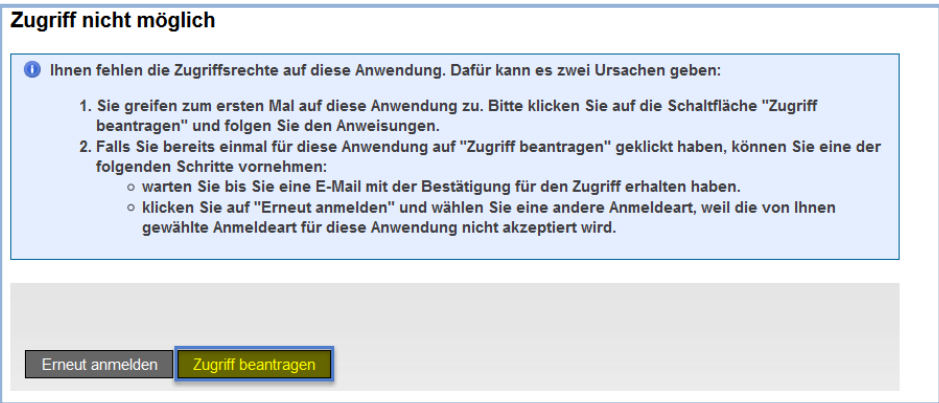 Zugriff nicht möglich
Ihnen fehlen die Zugriffsrechte auf diese Anwendung. Dafür kann es zwei Ursachen geben:
1. Sie greifen zum ersten Mal auf diese Anwendung zu. Bitte klicken Sie auf die Schaltfläche "Zugriff
beantragen" und folgen Sie den Anweisungen.
2. Falls Sie bereits einmal für diese Anwendung auf "Zugriff beantragen" geklickt haben, können Sie eine der
folgenden Schritte vornehmen:
warten Sie bis Sie eine E-Mail mit der Bestätigung für den Zugriff erhalten haben.
klicken Sie auf "Erneut anmelden" und wählen Sie eine andere Anmeldeart, weil die von Ihnen
gewählte Anmeldeart für diese Anwendung nicht akzeptiert wird.
Erneut anmelden Zugriff beantragen